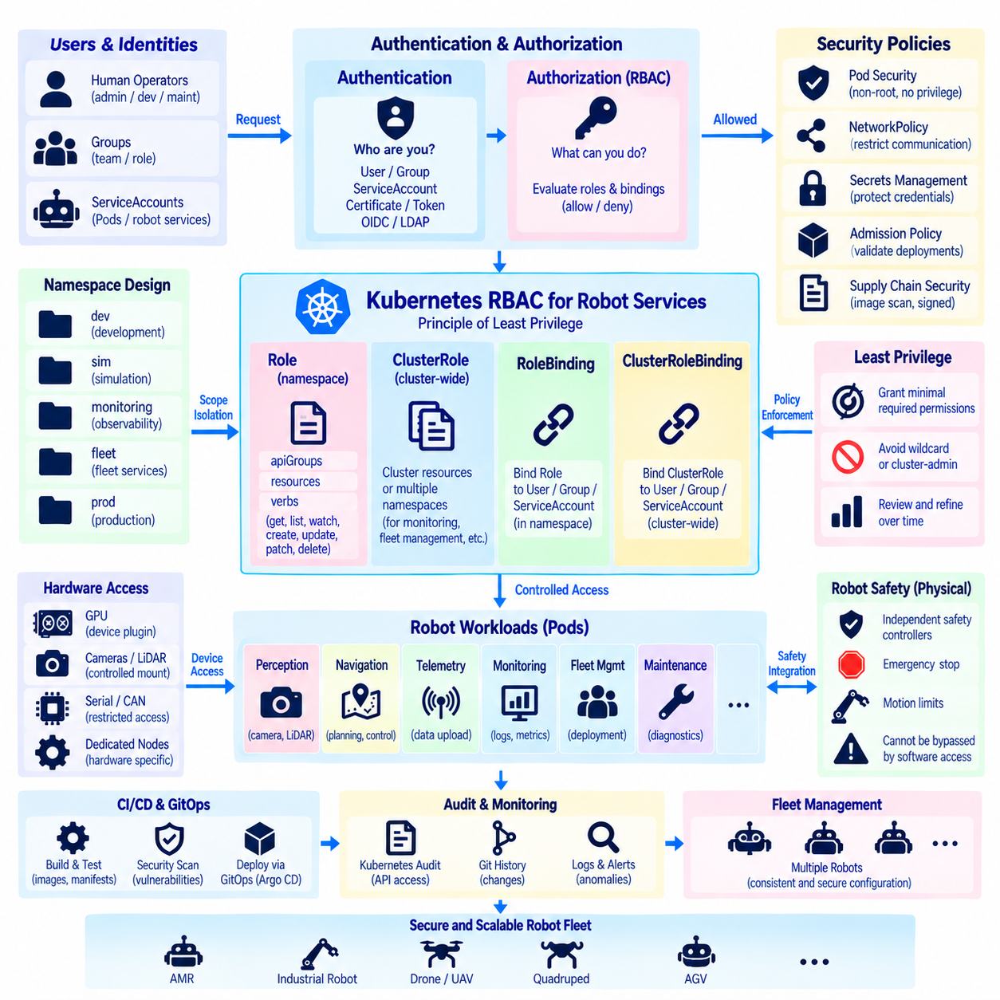 Users & Identities
Human Operators
(admin / dev / maint)
Groups
(team / role)
ServiceAccounts
(Pods / robot services)
Request
Authentication & Authorization
Authentication
Who are you?
User / Group
ServiceAccount
Certificate / Token
OIDC / LDAP
Authorization (RBAC)
What can you do?
Evaluate roles & bindings
(allow / deny)
Allowed
Security Policies
Pod Security
(non-root, no privilege)
NetworkPolicy
(restrict communication)
Secrets Management
(protect credentials)
Admission Policy
(validate deployments)
Supply Chain Security
(image scan, signed)
Namespace Design
dev
(development)
sim
(simulation)
monitoring
(observability)
fleet
(fleet services)
prod
(production)
Scope
Isolation
Kubernetes RBAC for Robot Services
Principle of Least Privilege
Role
(namespace)
apiGroups
resources
verbs
(get, list, watch,
create, update,
patch, delete)
ClusterRole
(cluster-wide)
Cluster resources
or multiple
namespaces
(for monitoring,
fleet management, etc.)
RoleBinding
Bind Role
to User / Group /
ServiceAccount
(in namespace)
ClusterRoleBinding
Bind ClusterRole
to User / Group /
ServiceAccount
(cluster-wide)
Policy
Enforcement
Least Privilege
Grant minimal
required permissions
Avoid wildcard
or cluster-admin
Review and refine
over time
Controlled Access
Hardware Access
GPU
(device plugin)
Cameras / LiDAR
(controlled mount)
Serial / CAN
(restricted access)
Dedicated Nodes
(hardware specific)
Device
Access
Robot Workloads (Pods)
Perception
(camera, LiDAR)
Navigation
(planning, control)
Telemetry
(data upload)
Monitoring
(logs, metrics)
Fleet Mgmt
(deployment)
Maintenance
(diagnostics)
...
Safety
Integration
Robot Safety (Physical)
Independent safety
controllers
Emergency stop
Motion limits
Cannot be bypassed
by software access
CI/CD & GitOps
Build & Test
(images, manifests)
Security Scan
(vulnerabilities)
Deploy via
GitOps (Argo CD)
Audit & Monitoring
Kubernetes Audit
(API access)
Git History
(changes)
Logs & Alerts
(anomalies)
Fleet Management
...
Multiple Robots
(consistent and secure configuration)
Secure and Scalable Robot Fleet
AMR
Industrial Robot
Drone / UAV
Quadruped
AGV
...